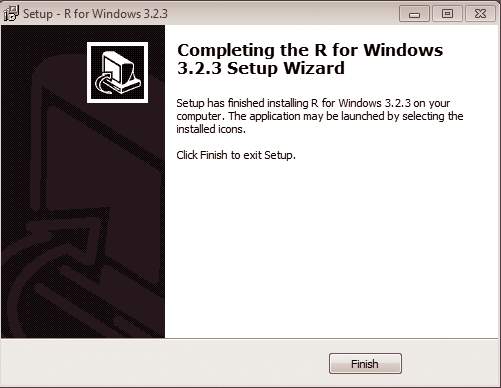 Setup - R for Windows 3.2.3
Completing the R for Windows
3.2.3 Setup Wizard
Setup has finished installing R for Windows 3.2.3 on your
computer. The application may be launched by selecting the
installed icons.
Click Finish to exit Setup.
Finish